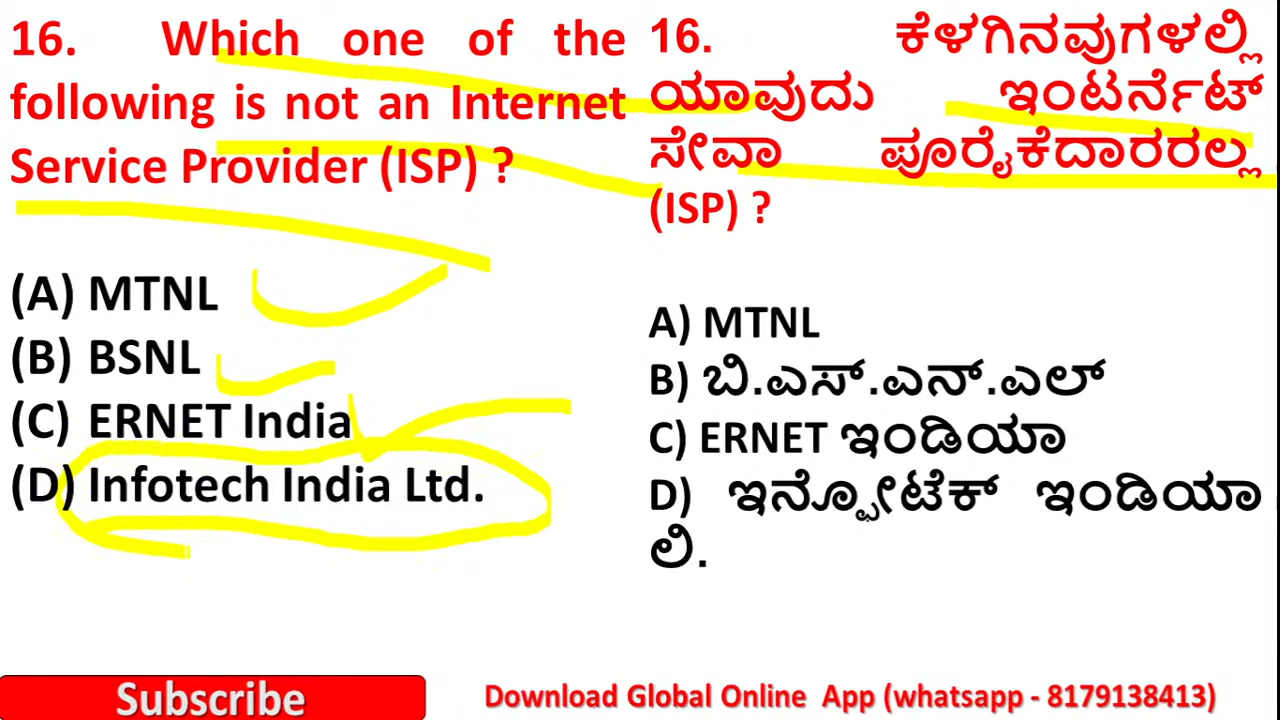 16. Which one of the
following is not an Internet
Service Provider (ISP) ?
(A) MTNL
(B) BSNL
(C) ERNET India
(D) Infotech India Ltd.
16. ಕೆಳಗಿನವುಗಳಲ್ಲಿ
ಯಾವುದು ಇಂಟರ್ನೆಟ್
ಸೇವಾ ಪೂರೈಕೆದಾರರಲ್ಲ
(ISP) ?
A) MTNL
B) ಬಿ.ಎಸ್.ಎನ್.ಎಲ್
C) ERNET ಇಂಡಿಯಾ
D) ಇನ್ಫೋಟೆಕ್ ಇಂಡಿಯಾ
ಲಿ.
Subscribe
Download Global Online App (whatsapp - 8179138413)